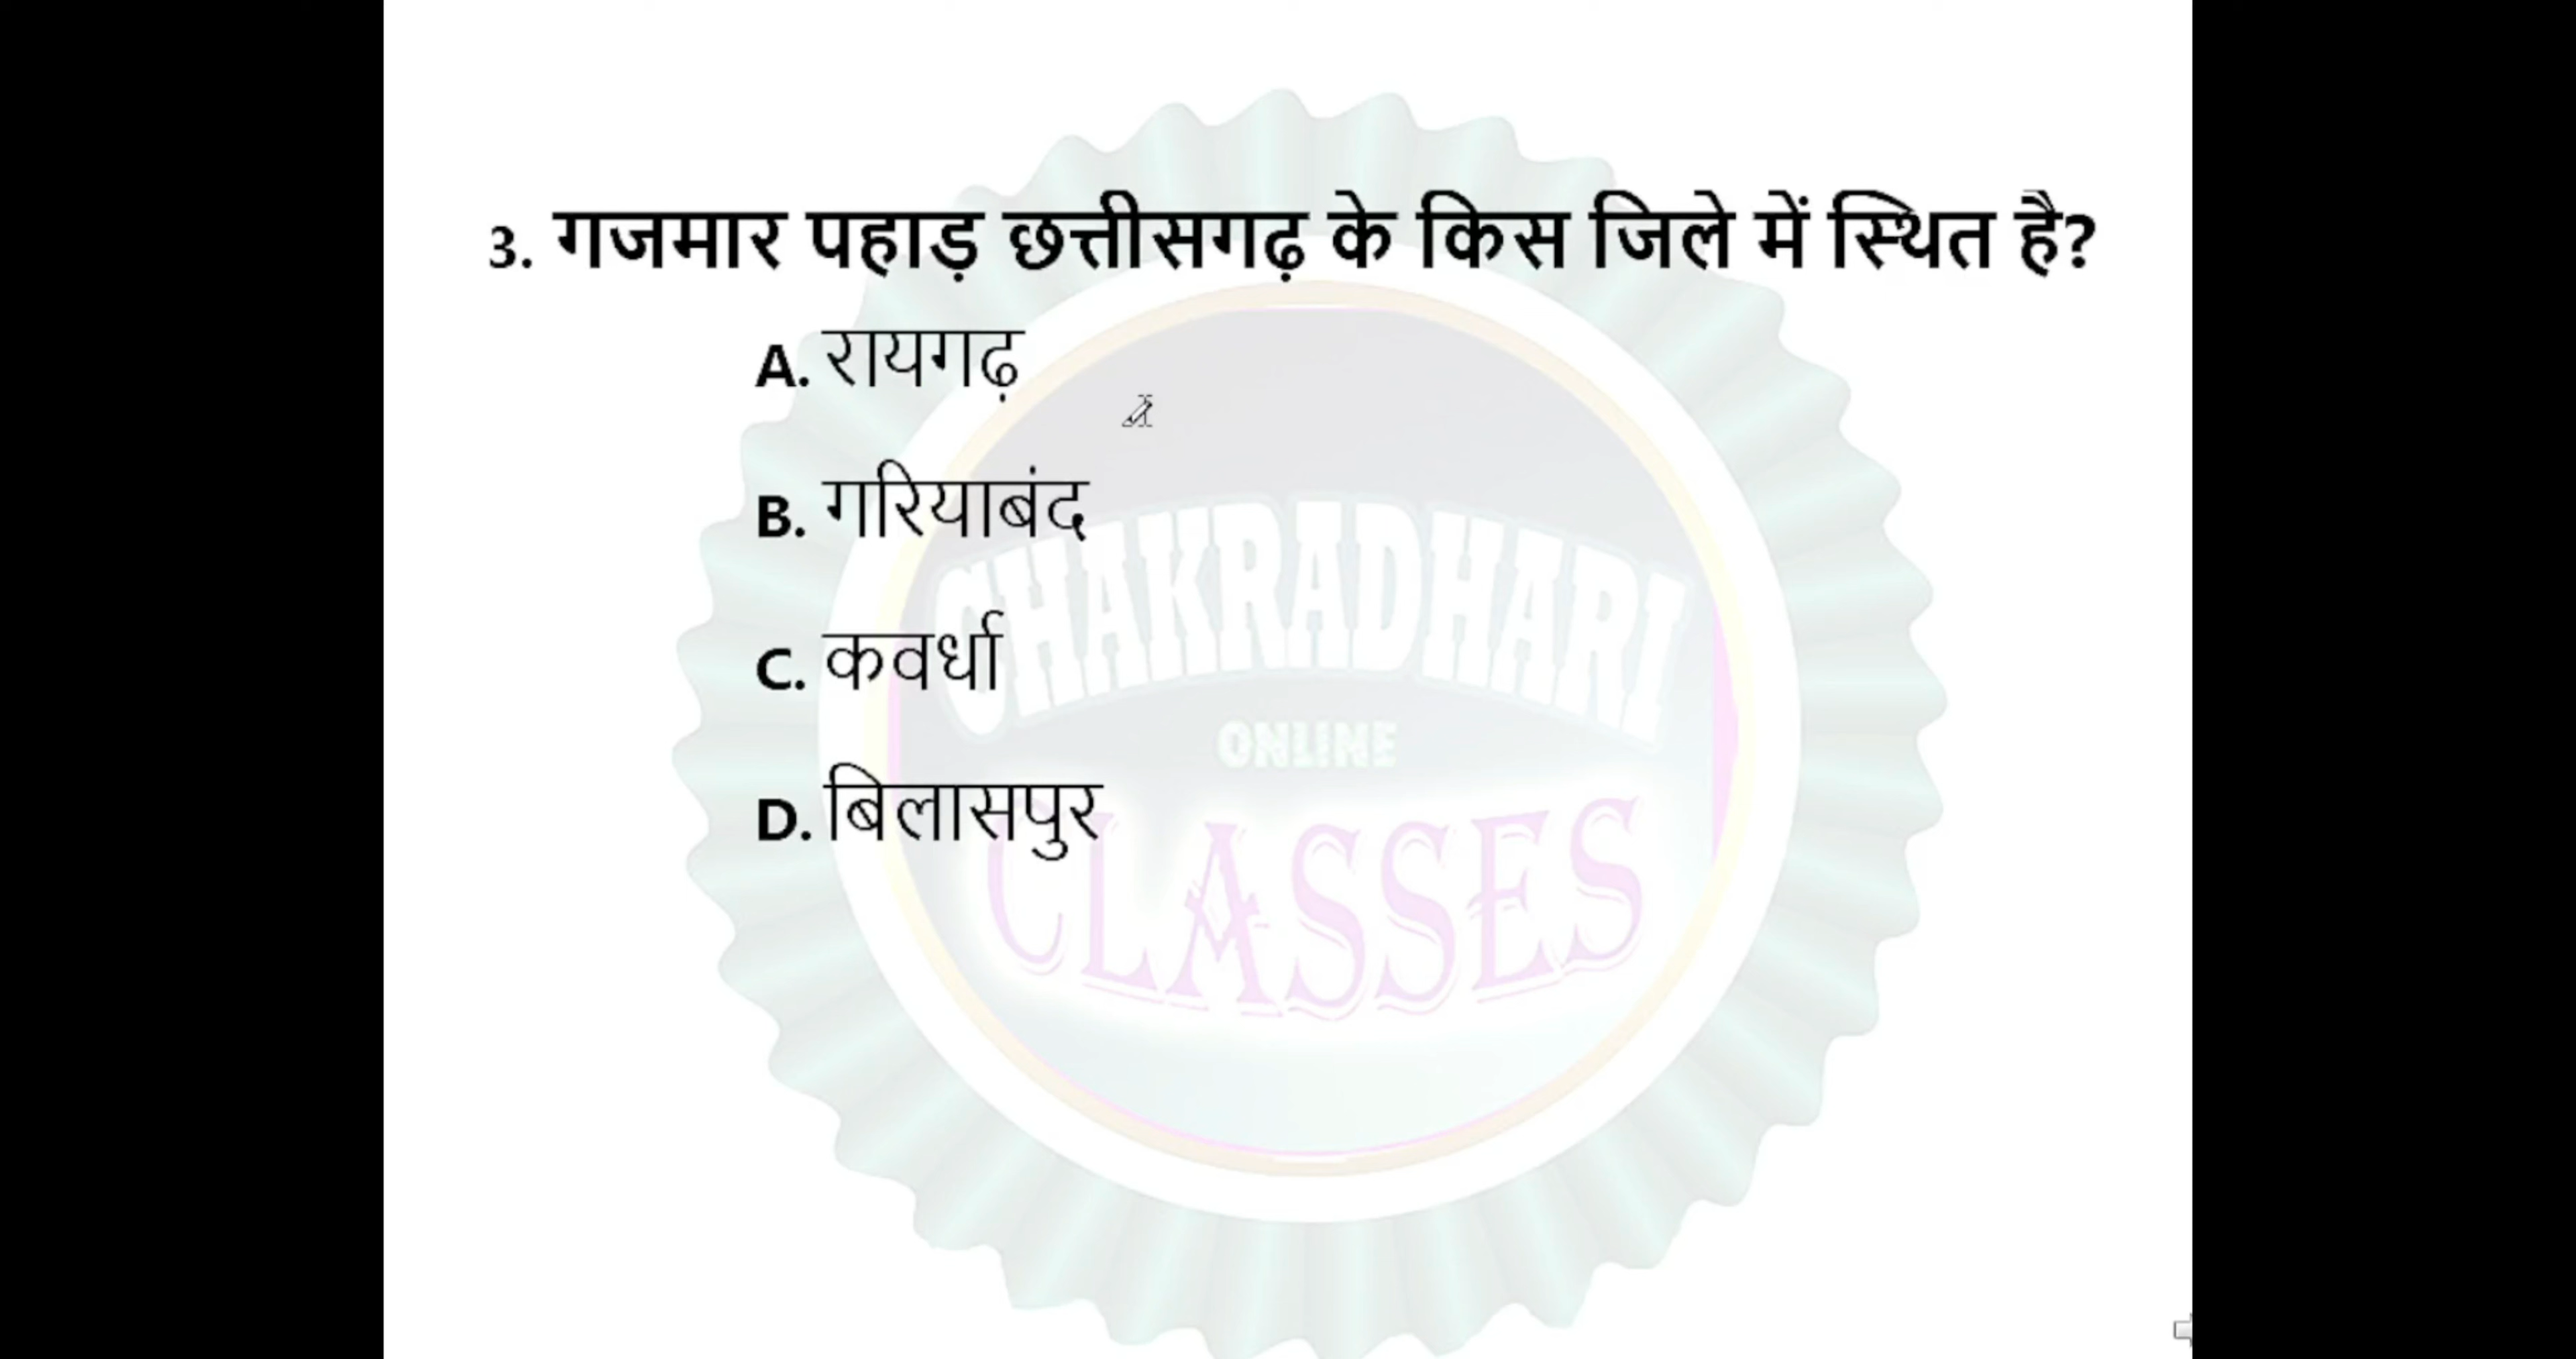 3. गजमार पहाड़ छत्तीसगढ़ के किस जिले में स्थित है?
A. रायगढ़
B. गरियाबंद
C. कवर्धा
D. बिलासपुर
CHAKRADHARI
ONLINE
CLASSES